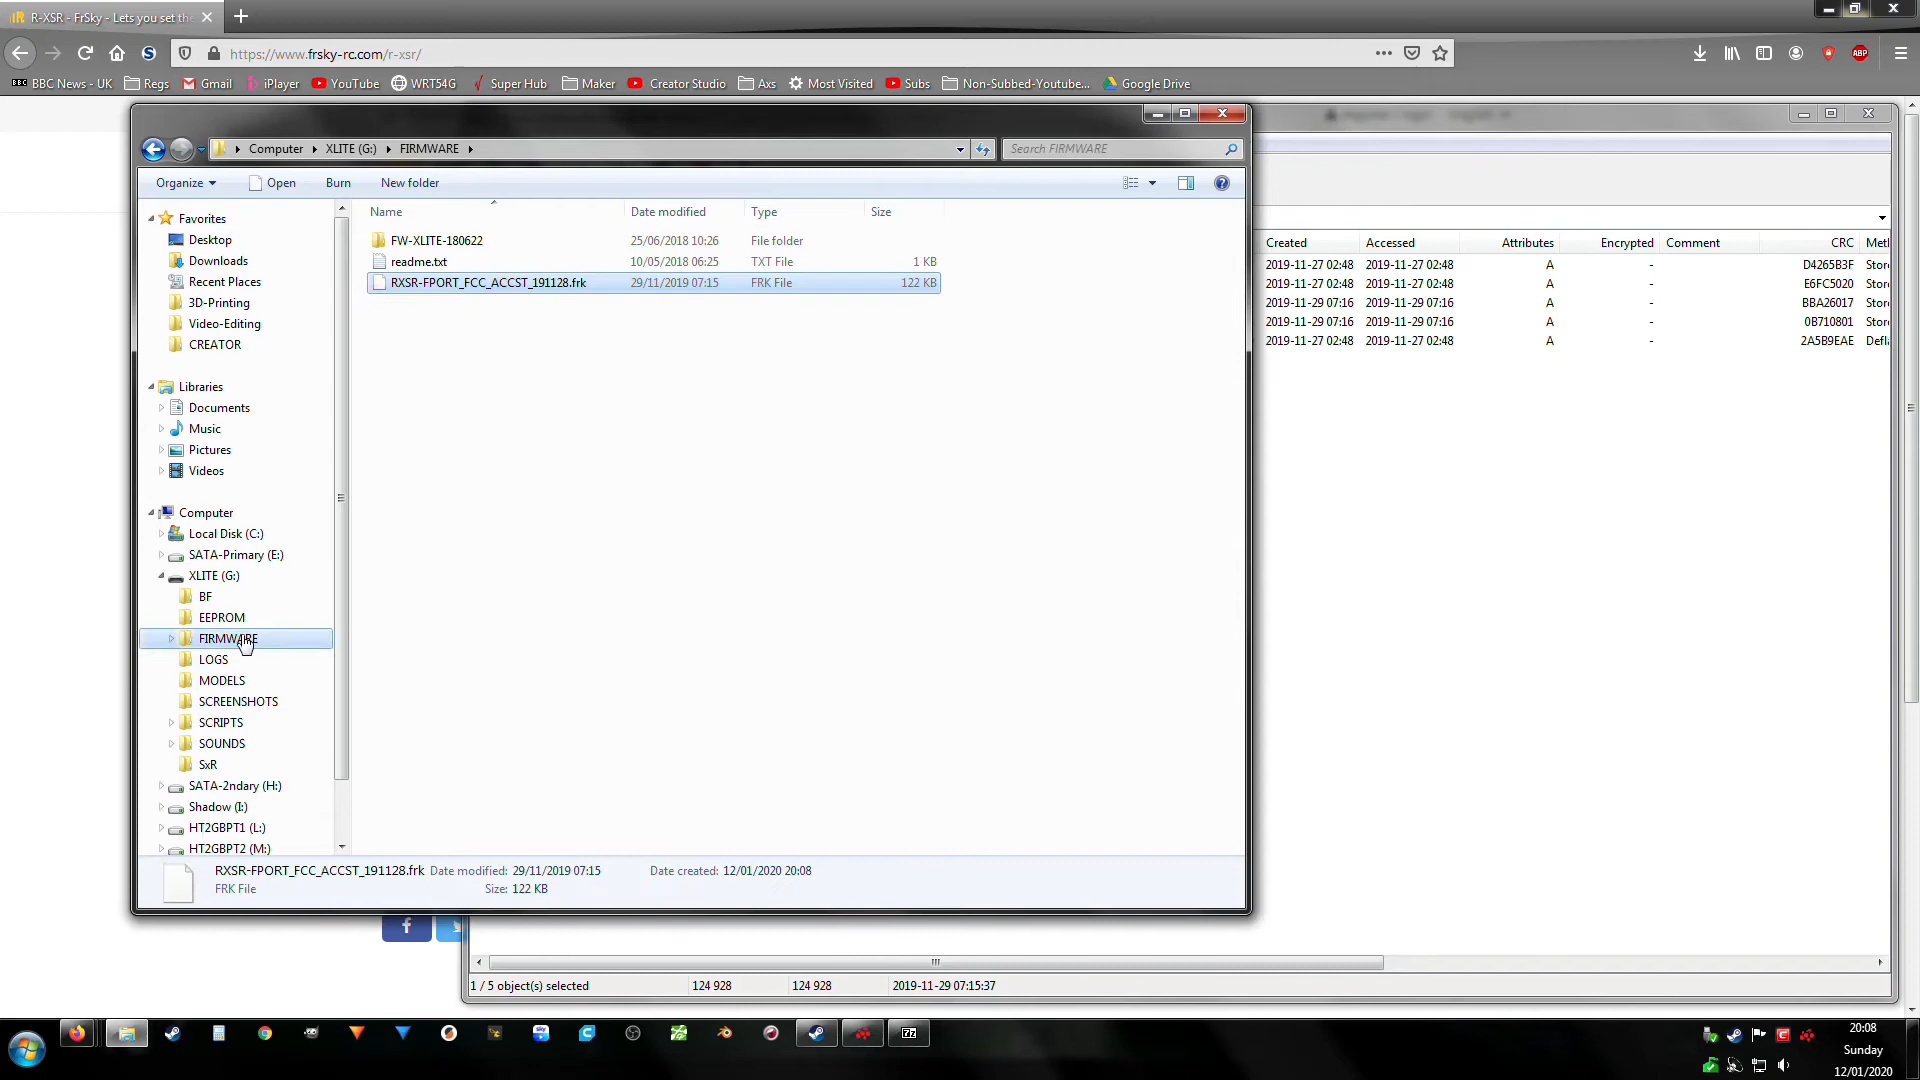 R-XSR - FrSky - Lets you set the
https://www.frsky-rc.com/r-xsr/
BBC News - UK Regs Gmail iPlayer YouTube WRT54G Super Hub Maker Creator Studio Axs Most Visited Subs Non-Subbed-Youtube... Google Drive
Computer XLITE (G:) FIRMWARE
Search FIRMWARE
Organize Open Burn New folder
Name Date modified Type Size
FW-XLITE-180622 25/06/2018 10:26 File folder
readme.txt 10/05/2018 06:25 TXT File 1 KB
RXSR-FPORT_FCC_ACCST_191128.frk 29/11/2019 07:15 FRK File 122 KB
Favorites
Desktop
Downloads
Recent Places
3D-Printing
Video-Editing
CREATOR
Libraries
Documents
Music
Pictures
Videos
Computer
Local Disk (C:)
SATA-Primary (E:)
XLITE (G:)
BF
EEPROM
FIRMWARE
LOGS
MODELS
SCREENSHOTS
SCRIPTS
SOUNDS
SxR
SATA-2ndary (H:)
Shadow (I:)
HT2GBPT1 (L:)
HT2GBPT2 (M:)
RXSR-FPORT_FCC_ACCST_191128.frk Date modified: 29/11/2019 07:15 Date created: 12/01/2020 20:08
FRK File Size: 122 KB
Created Accessed Attributes Encrypted Comment CRC Metl
2019-11-27 02:48 2019-11-27 02:48 A - D4265B3F Stor
2019-11-27 02:48 2019-11-27 02:48 A - E6FC5020 Stor
2019-11-29 07:16 2019-11-29 07:16 A - BBA26017 Stor
2019-11-29 07:16 2019-11-29 07:16 A - 0B710801 Stor
2019-11-27 02:48 2019-11-27 02:48 A - 2A5B9EAE Defl
1 / 5 object(s) selected 124 928 124 928 2019-11-29 07:15:37
20:08
Sunday
12/01/2020